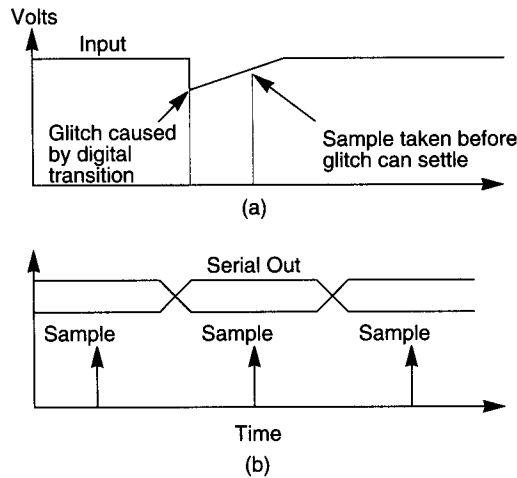 Volts
Input
Glitch caused
by digital
transition
Sample taken before
glitch can settle
(a)
Serial Out
Sample
Sample
Sample
Time
(b)